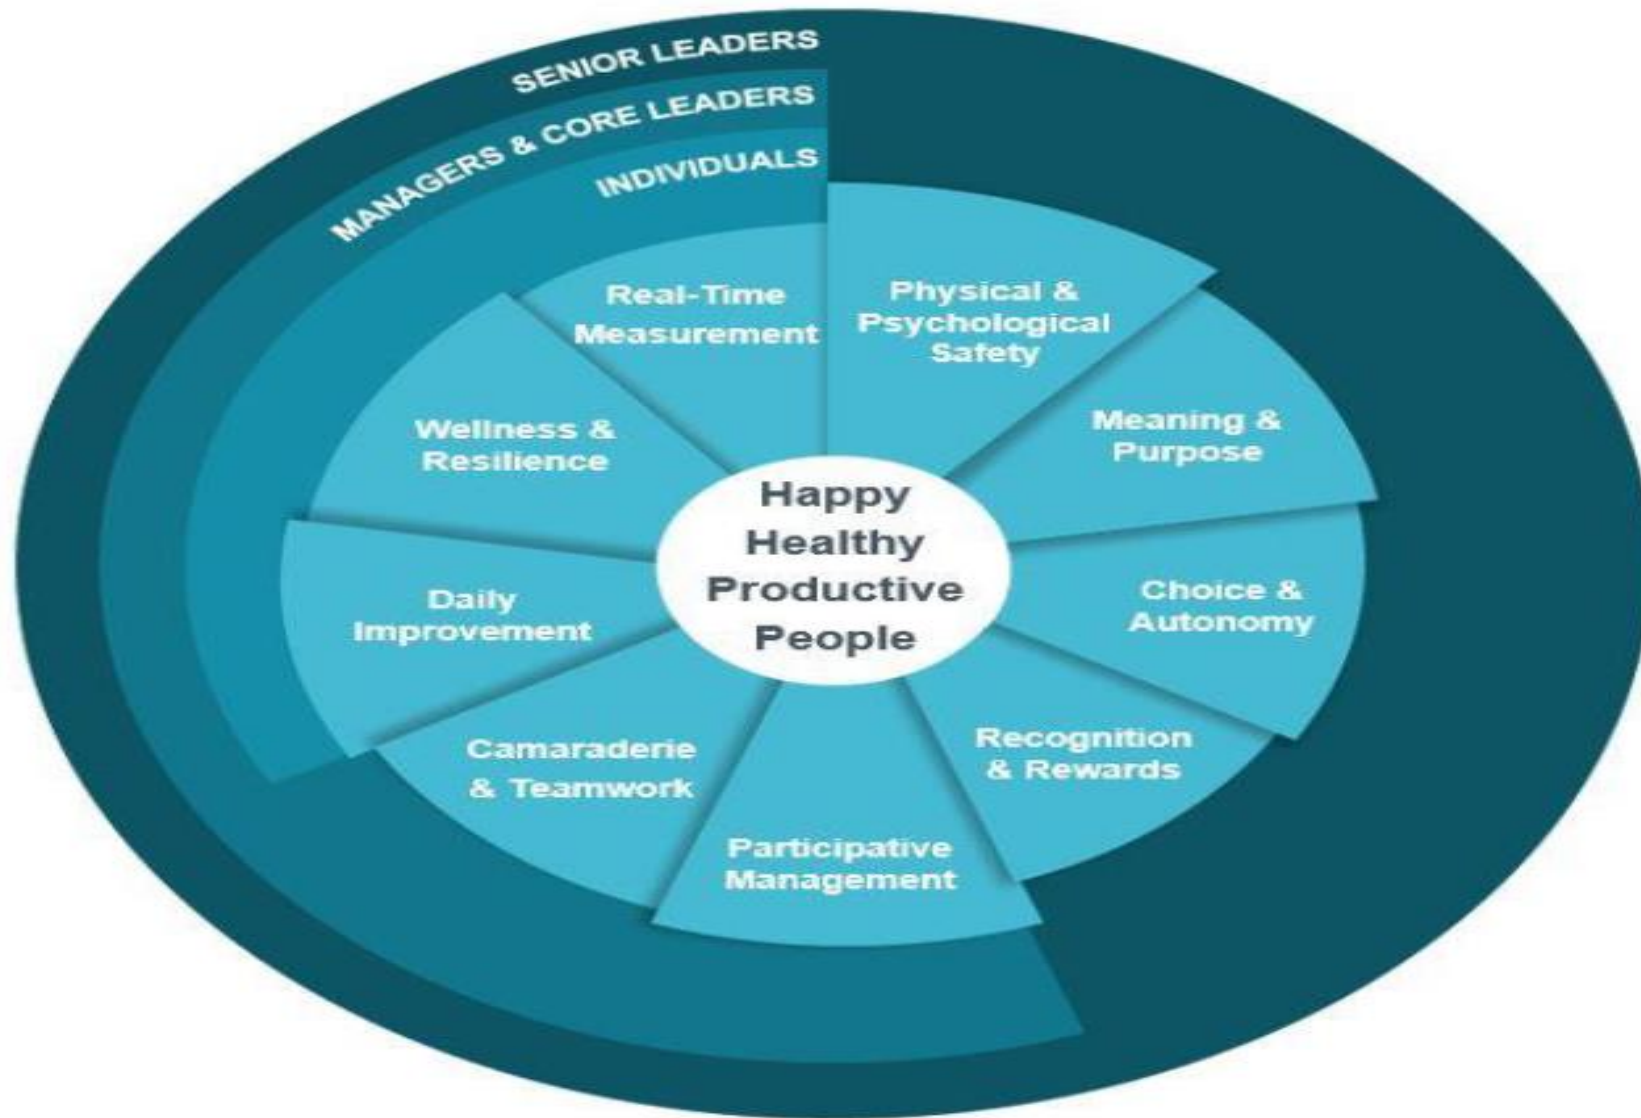 SENIOR LEADERS
MANAGERS & CORE LEADERS
INDIVIDUALS
Real-Time
Measurement
Physical &
Psychological
Safety
Meaning &
Purpose
Choice &
Autonomy
Recognition
& Rewards
Participative
Management
Camaraderie
& Teamwork
Daily
Improvement
Wellness &
Resilience
Happy
Healthy
Productive
People